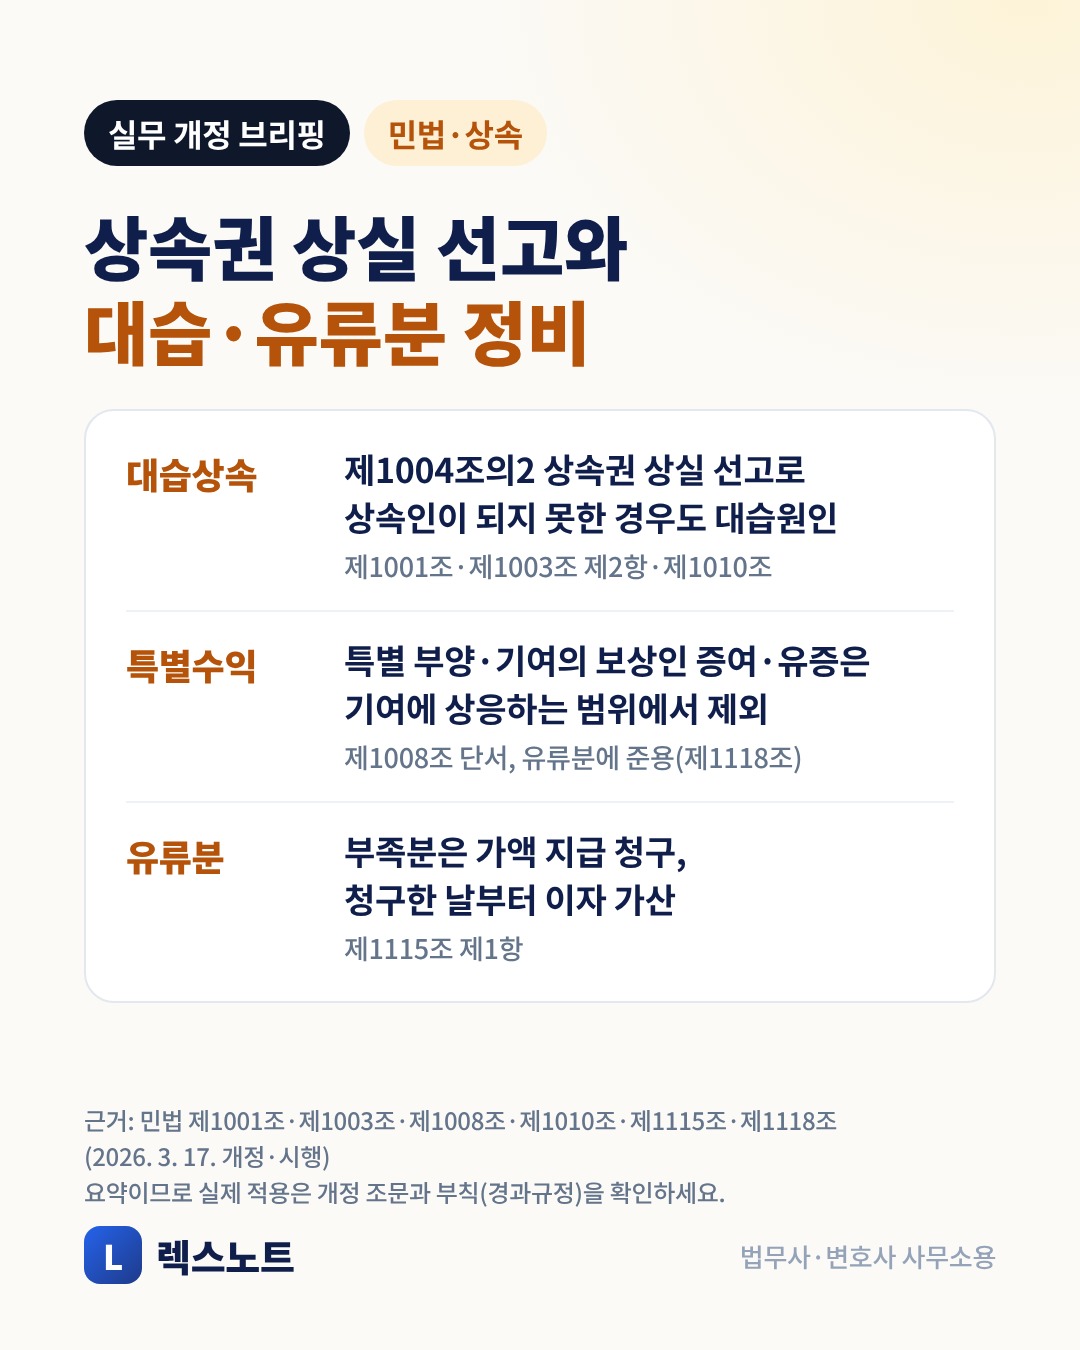 실무 개정 브리핑
민법·상속
상속권 상실 선고와
대습·유류분 정비
대습상속
제1004조의2 상속권 상실 선고로
상속인이 되지 못한 경우도 대습원인
제1001조·제1003조 제2항·제1010조
특별수익
특별 부양·기여의 보상인 증여·유증은
기여에 상응하는 범위에서 제외
제1008조 단서, 유류분에 준용(제1118조)
유류분
부족분은 가액 지급 청구,
청구한 날부터 이자 가산
제1115조 제1항
근거: 민법 제1001조·제1003조·제1008조·제1010조·제1115조·제1118조
(2026. 3. 17. 개정·시행)
요약이므로 실제 적용은 개정 조문과 부칙(경과규정)을 확인하세요.
L 렉스노트
법무사·변호사 사무소용